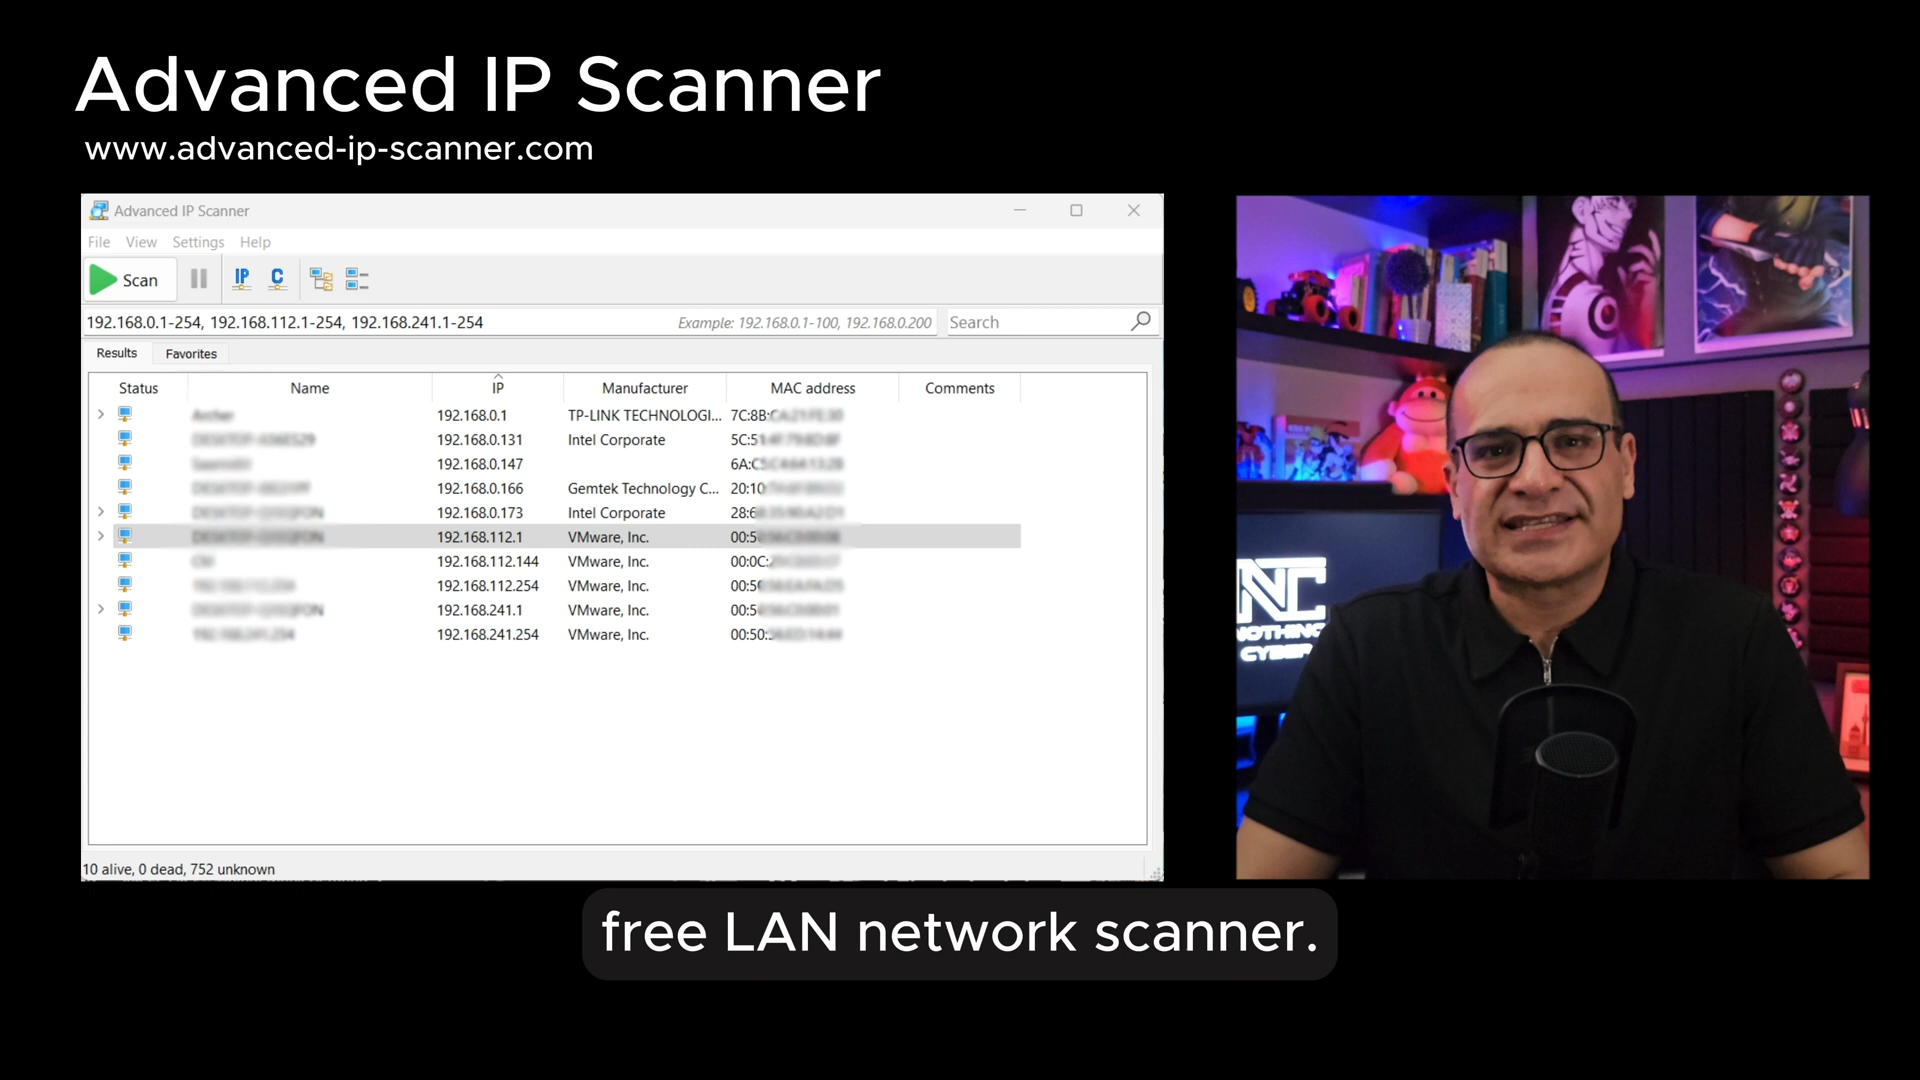 Advanced IP Scanner
www.advanced-ip-scanner.com
Advanced IP Scanner
File View Settings Help
Scan IP C
192.168.0.1-254, 192.168.112.1-254, 192.168.241.1-254 Example: 192.168.0.1-100, 192.168.0.200 Search
Results Favorites
Status Name IP Manufacturer MAC address Comments
192.168.0.1 TP-LINK TECHNOLOGI... 7C:8B:
192.168.0.131 Intel Corporate 5C:5
192.168.0.147 6A:C
192.168.0.166 Gemtek Technology C... 20:10
192.168.0.173 Intel Corporate 28:6
192.168.112.1 VMware, Inc. 00:5
192.168.112.144 VMware, Inc. 00:0C:
192.168.112.254 VMware, Inc. 00:5
192.168.241.1 VMware, Inc. 00:5
192.168.241.254 VMware, Inc. 00:50:
10 alive, 0 dead, 752 unknown
NC
NOTHING
CYBER
free LAN network scanner.